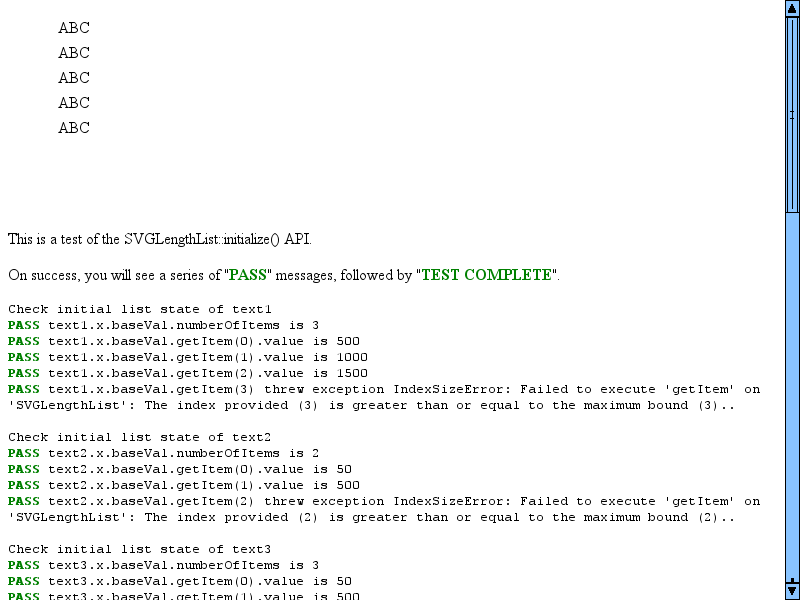 ABC
ABC
ABC
ABC
ABC
This is a test of the SVGLengthList::initialize() API.
On success, you will see a series of "PASS" messages, followed by "TEST COMPLETE".
Check initial list state of text1
PASS text1.x.baseVal.numberOfItems is 3
PASS text1.x.baseVal.getItem(0).value is 500
PASS text1.x.baseVal.getItem(1).value is 1000
PASS text1.x.baseVal.getItem(2).value is 1500
PASS text1.x.baseVal.getItem(3) threw exception IndexSizeError: Failed to execute 'getItem' on
'SVGLengthList': The index provided (3) is greater than or equal to the maximum bound (3)..
Check initial list state of text2
PASS text2.x.baseVal.numberOfItems is 2
PASS text2.x.baseVal.getItem(0).value is 50
PASS text2.x.baseVal.getItem(1).value is 500
PASS text2.x.baseVal.getItem(2) threw exception IndexSizeError: Failed to execute 'getItem' on
'SVGLengthList': The index provided (2) is greater than or equal to the maximum bound (2)..
Check initial list state of text3
PASS text3.x.baseVal.numberOfItems is 3
PASS text3.x.baseVal.getItem(0).value is 50
PASS text3.x.baseVal.getItem(1).value is 500